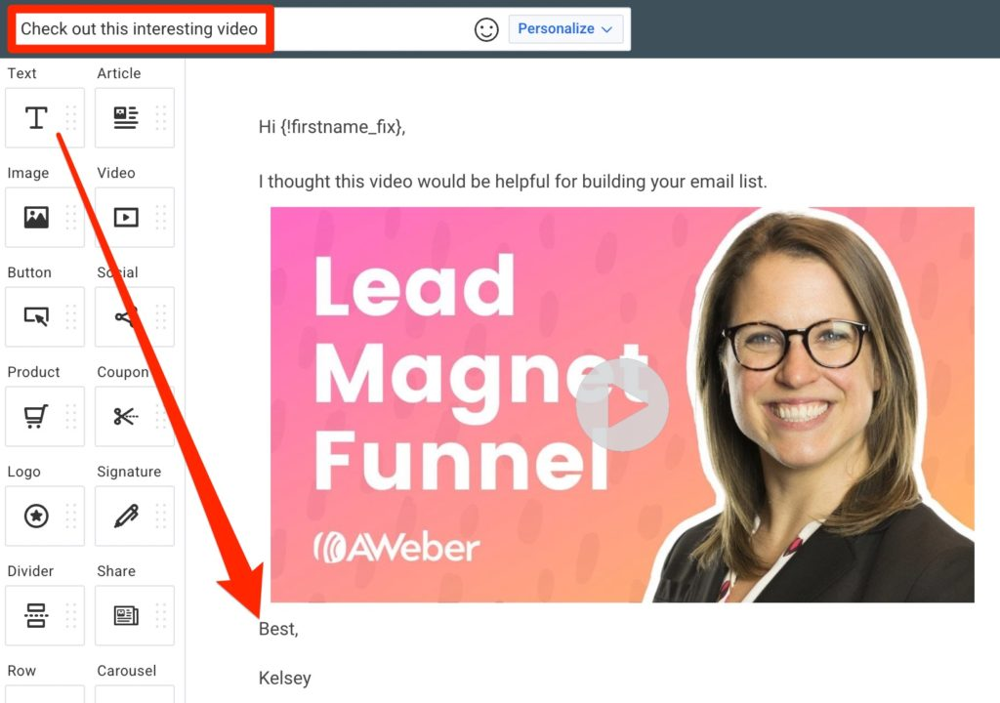 Check out this interesting video
Personalize
Text Article
Image Video
Button Social
Product Coupon
Logo Signature
Divider Share
Row Carousel
Hi {!firstname_fix},
I thought this video would be helpful for building your email list.
Lead
Magnet
Funnel
AWeber
Best,
Kelsey